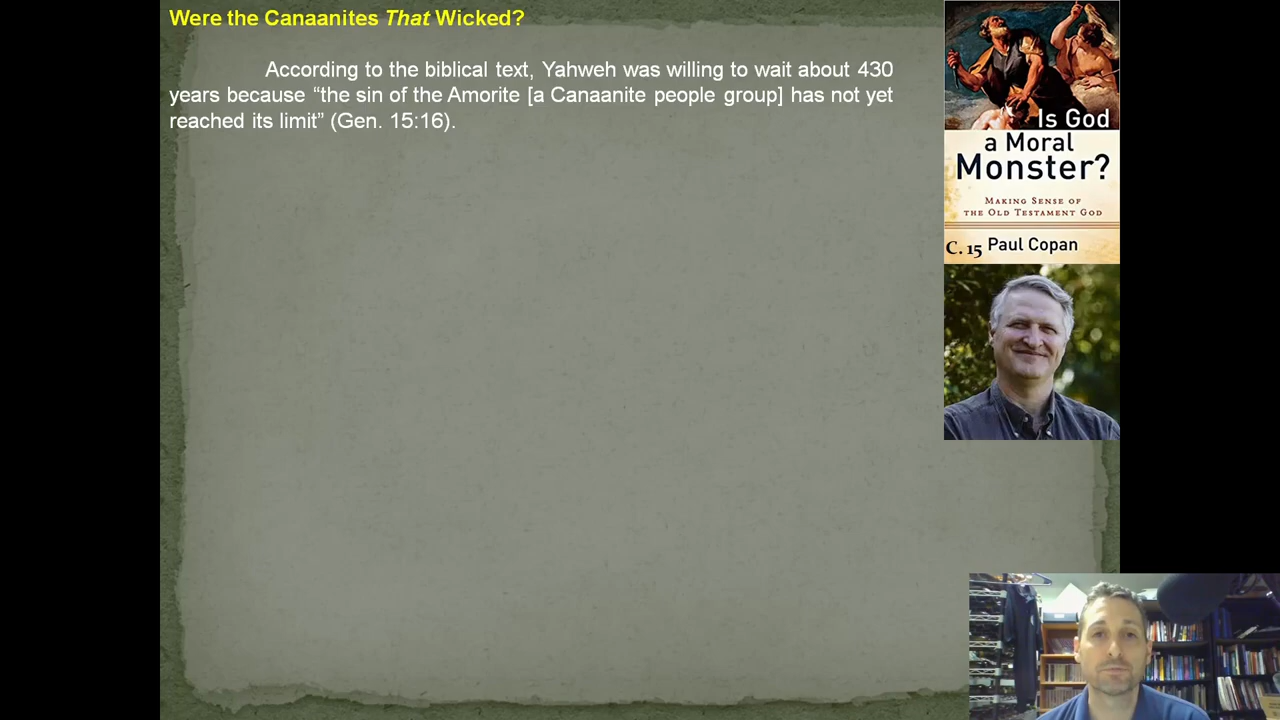 Were the Canaanites That Wicked?
According to the biblical text, Yahweh was willing to wait about 430
years because “the sin of the Amorite [a Canaanite people group] has not yet
reached its limit” (Gen. 15:16).
Is God
a Moral
Monster?
MAKING SENSE OF
THE OLD TESTAMENT GOD
C. 15 Paul Copan